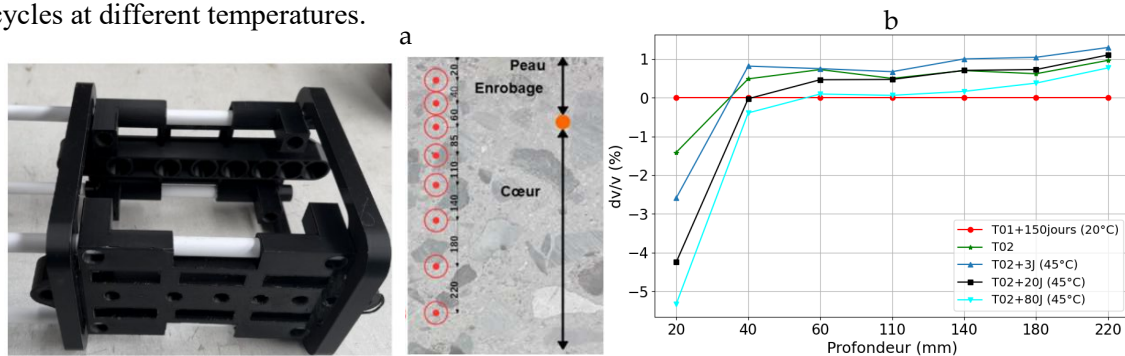 cycles at different temperatures.
a
b
Peau
Enrobage
Cœur
20
40
60
85
110
140
180
220
dv/v (%)
1
0
−1
−2
−3
−4
−5
T01+150jours (20°C)
T02
T02+3J (45°C)
T02+20J (45°C)
T02+80J (45°C)
20 40 60 110 140 180 220
Profondeur (mm)